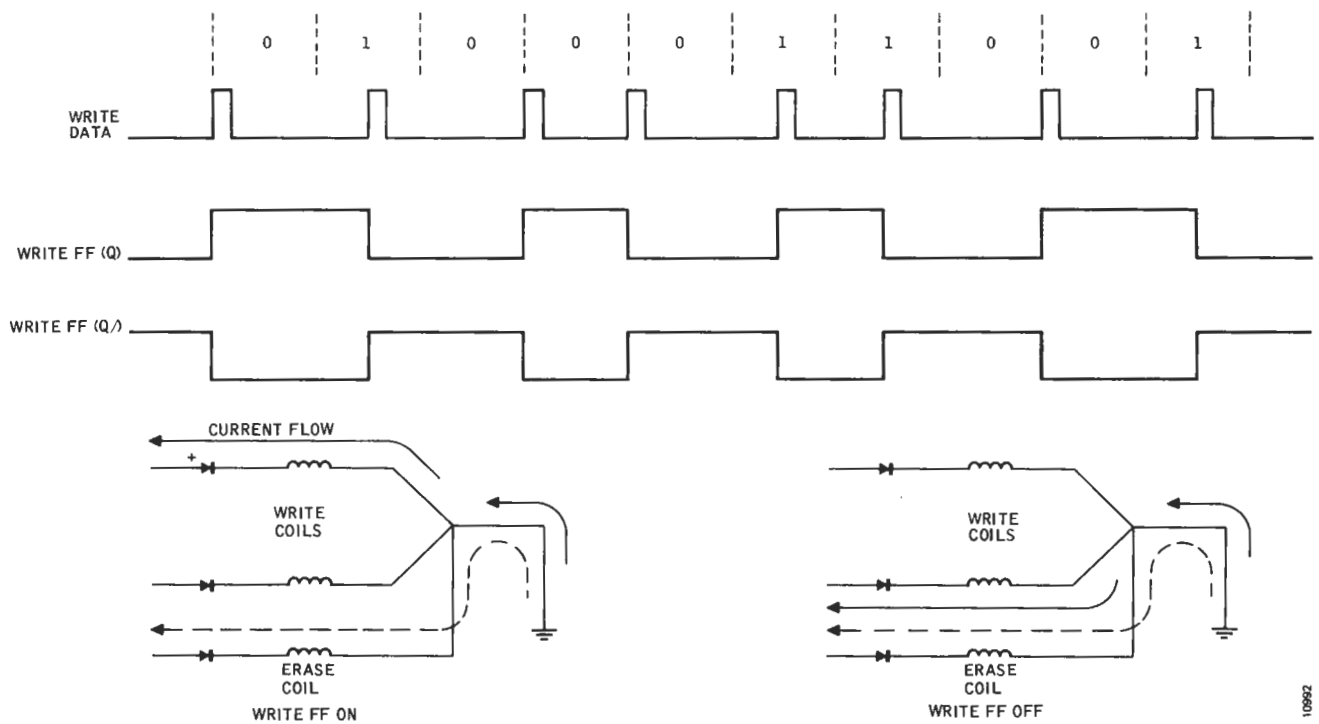 0 1 0 0 0 1 1 0 0 1
WRITE
DATA
WRITE FF (Q)
WRITE FF (Q/)
CURRENT FLOW
+
WRITE
COILS
ERASE
COIL
WRITE FF ON
WRITE
COILS
ERASE
COIL
WRITE FF OFF
10992